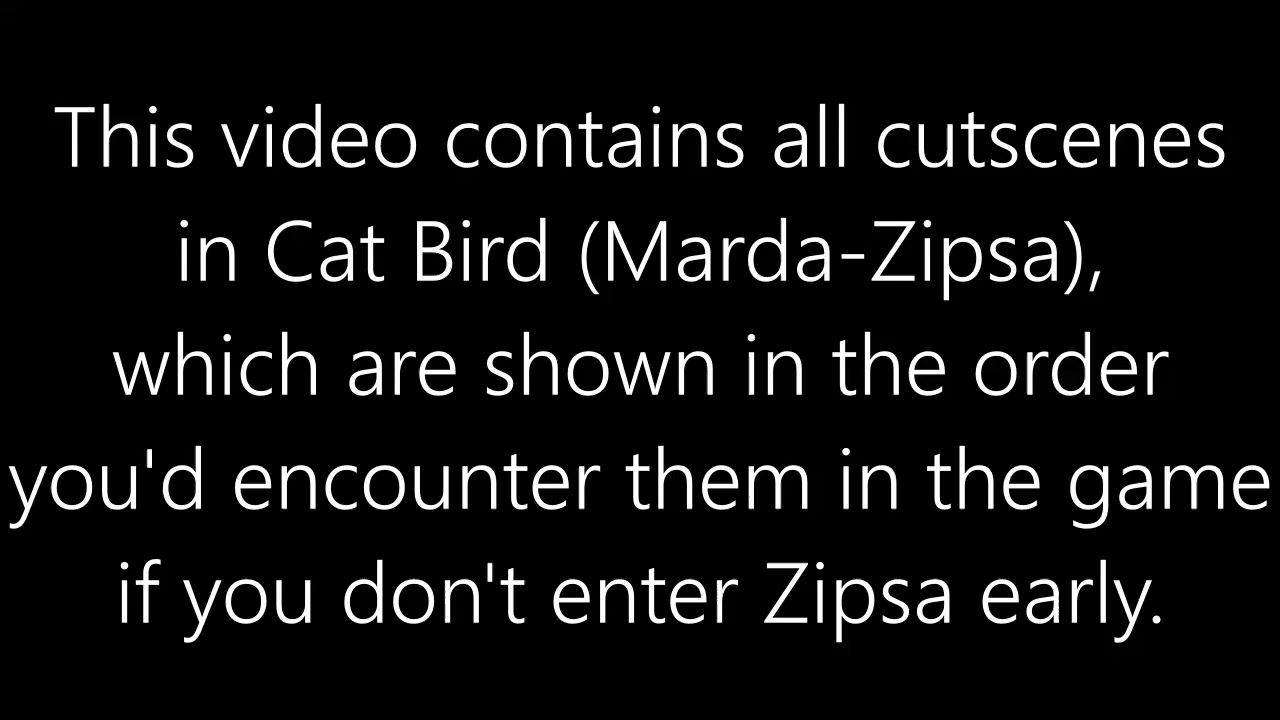 This video contains all cutscenes
in Cat Bird (Marda-Zipsa),
which are shown in the order
you'd encounter them in the game
if you don't enter Zipsa early.